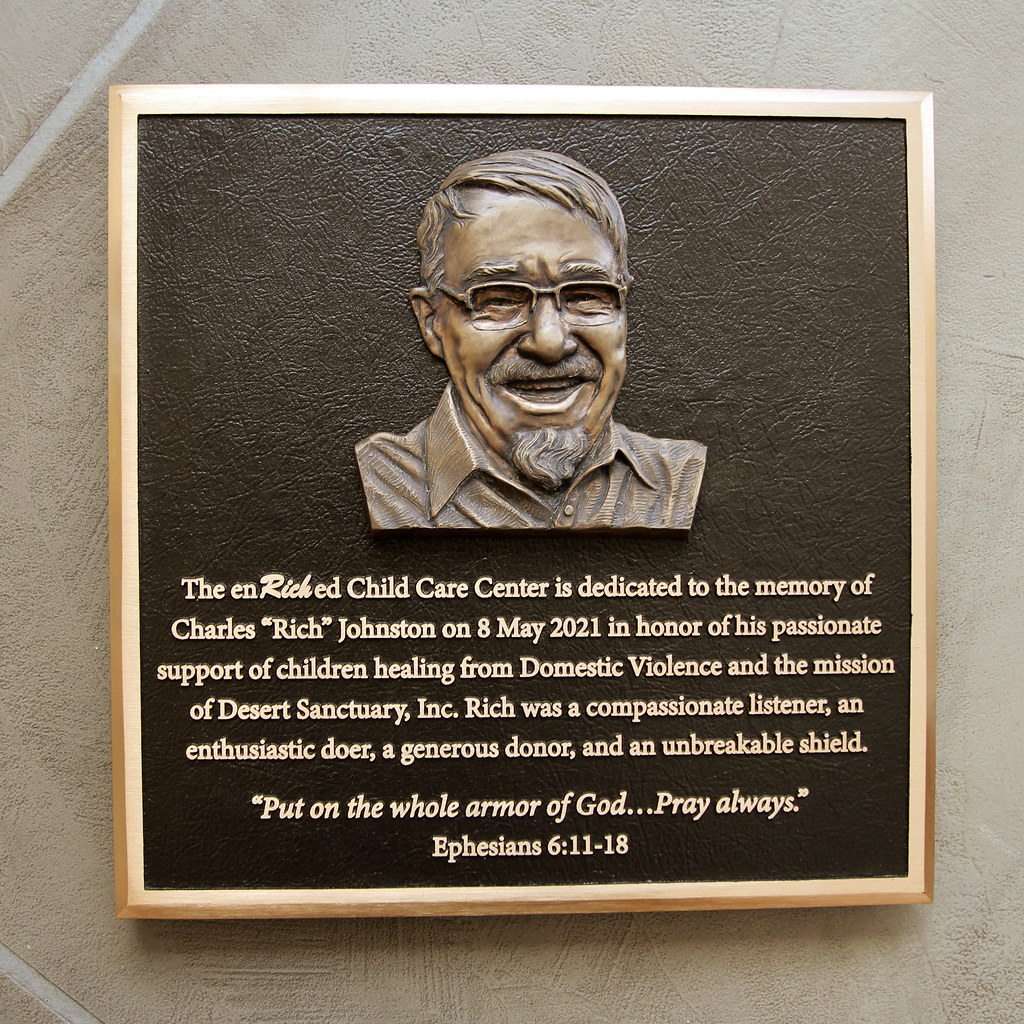 The enRiched Child Care Center is dedicated to the memory of
Charles “Rich” Johnston on 8 May 2021 in honor of his passionate
support of children healing from Domestic Violence and the mission
of Desert Sanctuary, Inc. Rich was a compassionate listener, an
enthusiastic doer, a generous donor, and an unbreakable shield.
“Put on the whole armor of God…Pray always.”
Ephesians 6:11-18